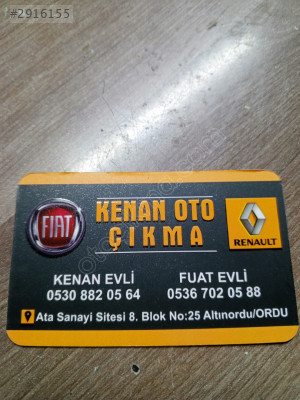 #2916155
FIAT
KENAN OTO
ÇIKMA
RENAULT
KENAN EVLİ
0530 882 05 64
FUAT EVLİ
0536 702 05 88
Ata Sanayi Sitesi 8. Blok No:25 Altınordu/ORDU